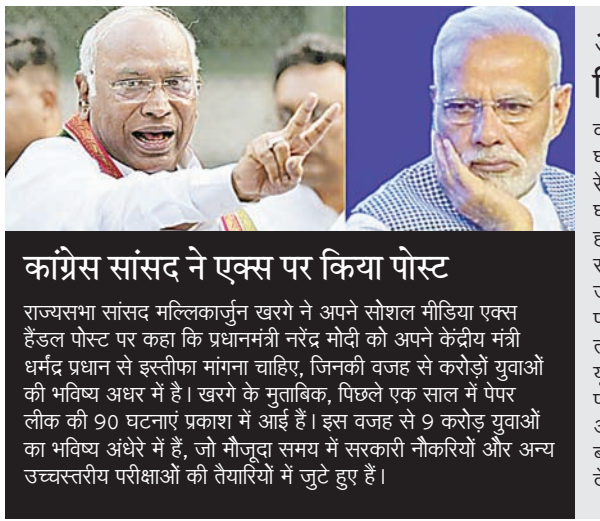 कांग्रेस सांसद ने एक्स पर किया पोस्ट
राज्यसभा सांसद मल्लिकार्जुन खरगे ने अपने सोशल मीडिया एक्स
हैंडल पोस्ट पर कहा कि प्रधानमंत्री नरेंद्र मोदी को अपने केंद्रीय मंत्री
धर्मेंद्र प्रधान से इस्तीफा मांगना चाहिए, जिनकी वजह से करोड़ों युवाओं
की भविष्य अधर में है। खरगे के मुताबिक, पिछले एक साल में पेपर
लीक की 90 घटनाएं प्रकाश में आई हैं। इस वजह से 9 करोड़ युवाओं
का भविष्य अंधेरे में हैं, जो मौजूदा समय में सरकारी नौकरियों और अन्य
उच्चस्तरीय परीक्षाओं की तैयारियों में जुटे हुए हैं।